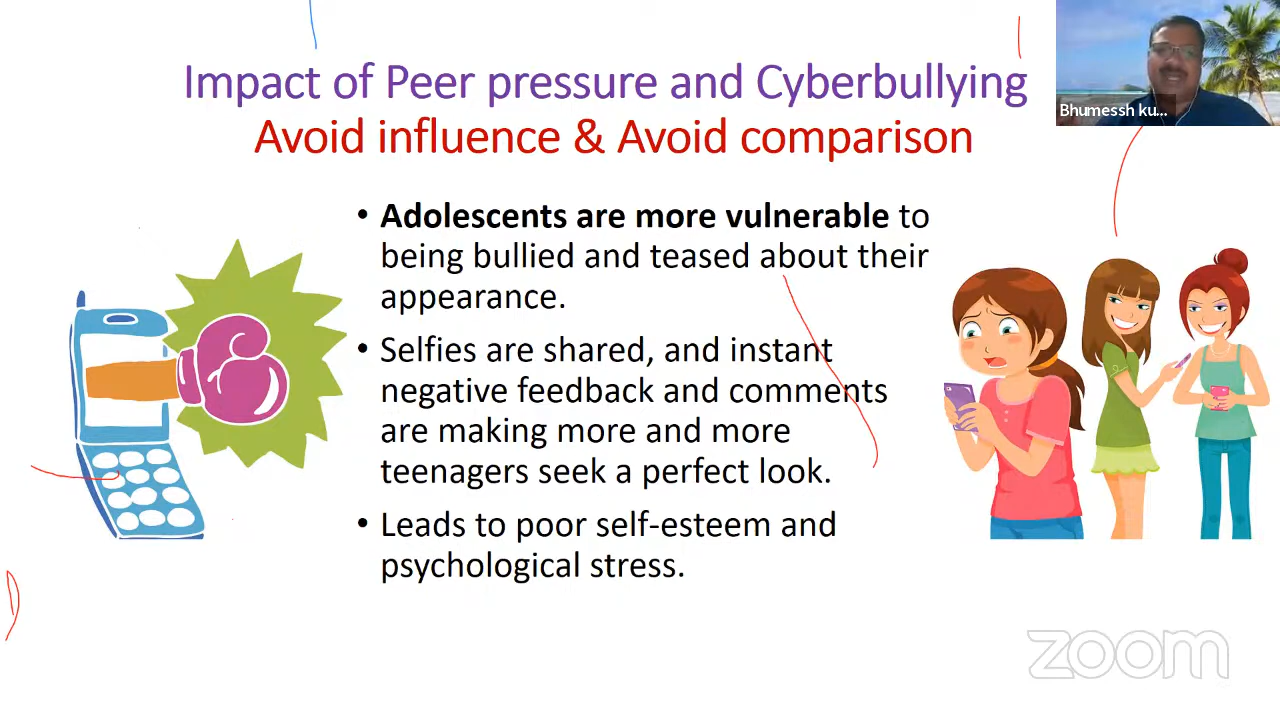 Impact of Peer pressure and Cyberbullying
Avoid influence & Avoid comparison
Bhumessh ku...
• Adolescents are more vulnerable to
being bullied and teased about their
appearance.
• Selfies are shared, and instant
negative feedback and comments
are making more and more
teenagers seek a perfect look.
• Leads to poor self-esteem and
psychological stress.
zoom